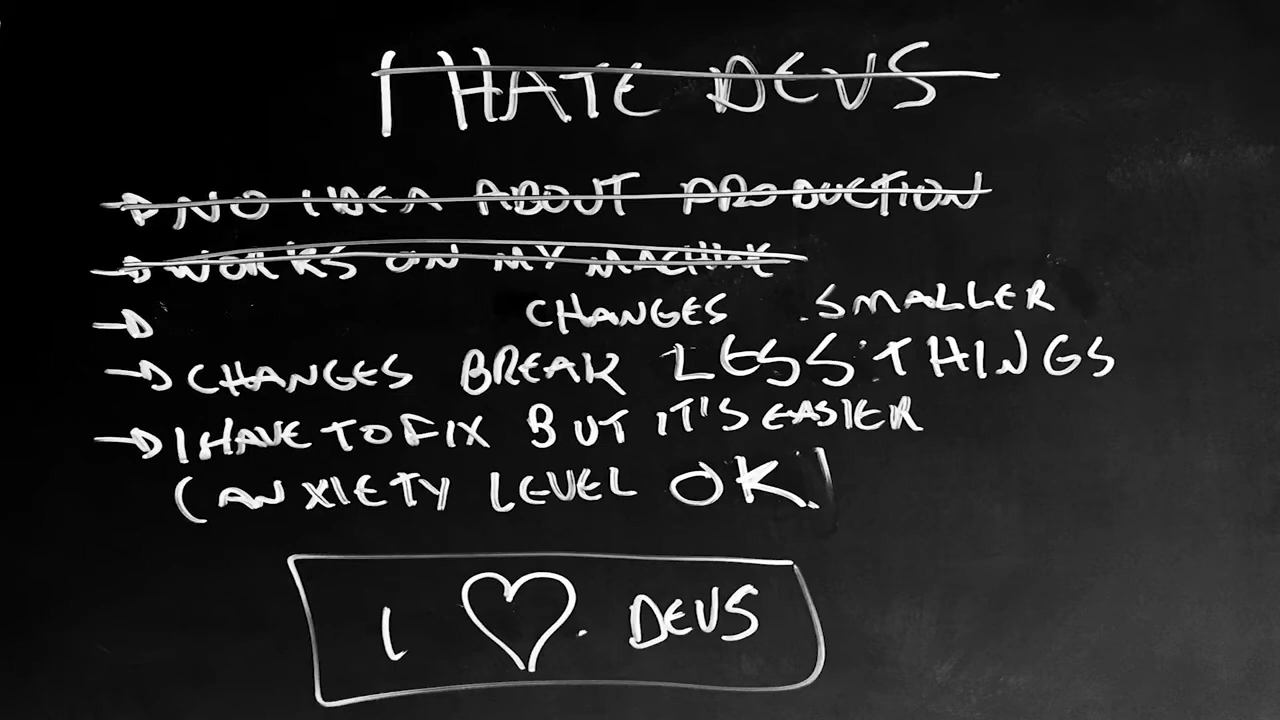 I HATE DEVS
→ NO IDEA ABOUT PRODUCTION
→ WORKS ON MY MACHINE
→ CHANGES SMALLER
→ CHANGES BREAK LESS THINGS
→ I HAVE TO FIX BUT IT'S EASIER
(ANXIETY LEVEL OK)
I ♡ DEVS